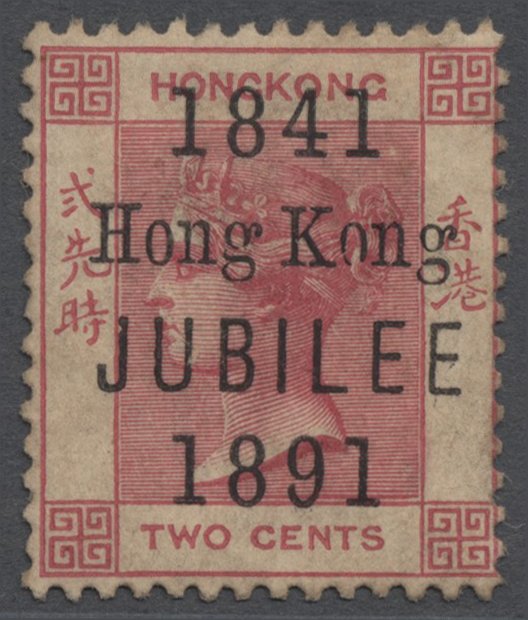 HONGKONG
1841
Hong Kong
JUBILEE
1891
TWO CENTS
弍先時
香港